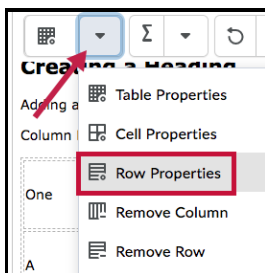 Σ
Creating a Heading
Adding a
Table Properties
Column
Cell Properties
Row Properties
One
Remove Column
Remove Row
A